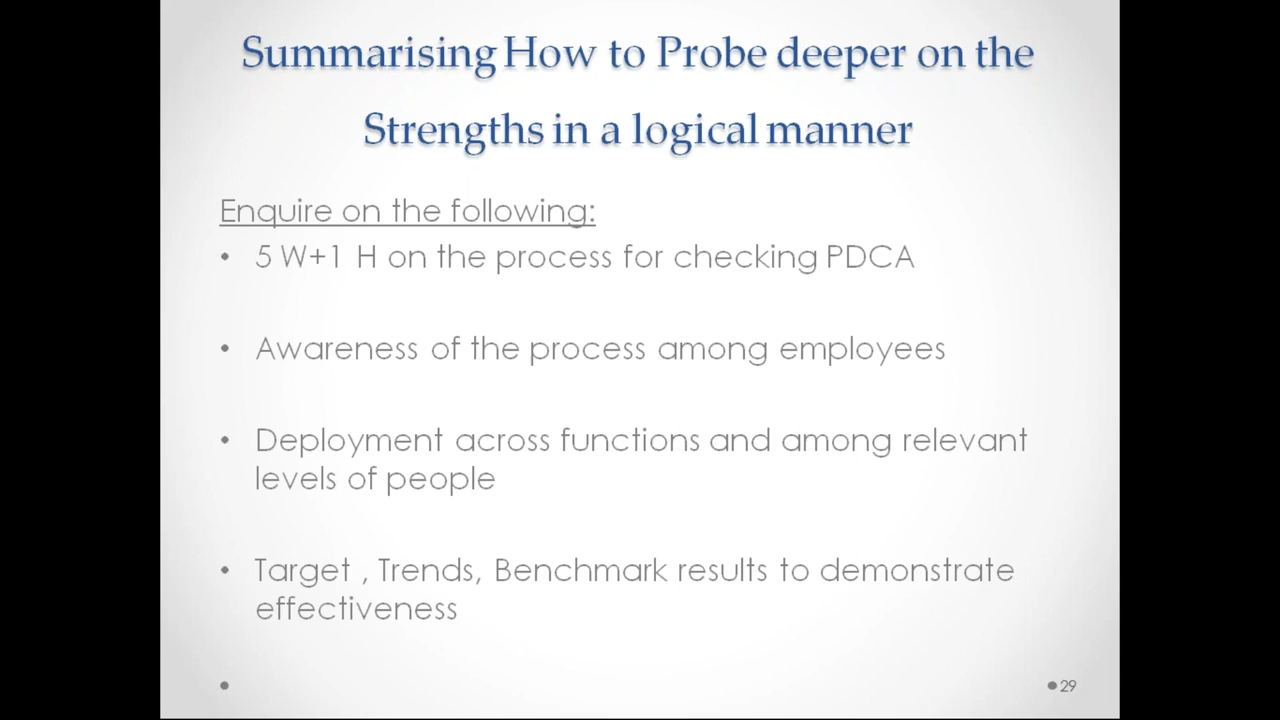 Summarising How to Probe deeper on the
Strengths in a logical manner
Enquire on the following:
• 5 W+1 H on the process for checking PDCA
• Awareness of the process among employees
• Deployment across functions and among relevant
levels of people
• Target , Trends, Benchmark results to demonstrate
effectiveness
29